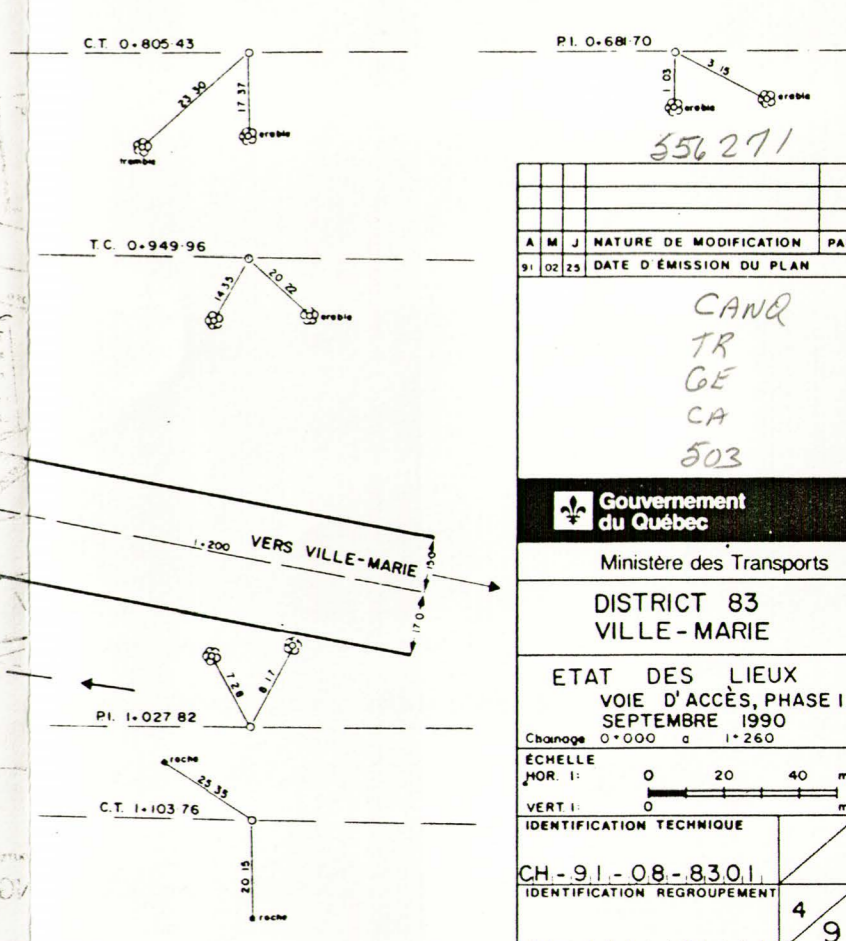 C.T. 0+805.43
23.30
17.37
tremble
erable
P.I. 0+681.70
1.03
3.15
erable
erable
556271
T.C. 0+949.96
14.35
20.22
erable
1+200
VERS VILLE-MARIE
15.0
17.0
7.28
8.17
P.I. 1+027.82
roche
25.35
C.T. 1+103.76
20.15
roche
A M J NATURE DE MODIFICATION
91 02 25 DATE D'ÉMISSION DU PLAN
CANQ
TR
GE
CA
503
Gouvernement
du Québec
Ministère des Transports
DISTRICT 83
VILLE-MARIE
ETAT DES LIEUX
VOIE D'ACCÈS, PHASE I
SEPTEMBRE 1990
Chainage 0+000 a 1+260
ÉCHELLE
HOR. 1: 0 20 40 m
VERT. 1: 0 m
IDENTIFICATION TECHNIQUE
CH-91-08-8301
IDENTIFICATION REGROUPEMENT
4/9